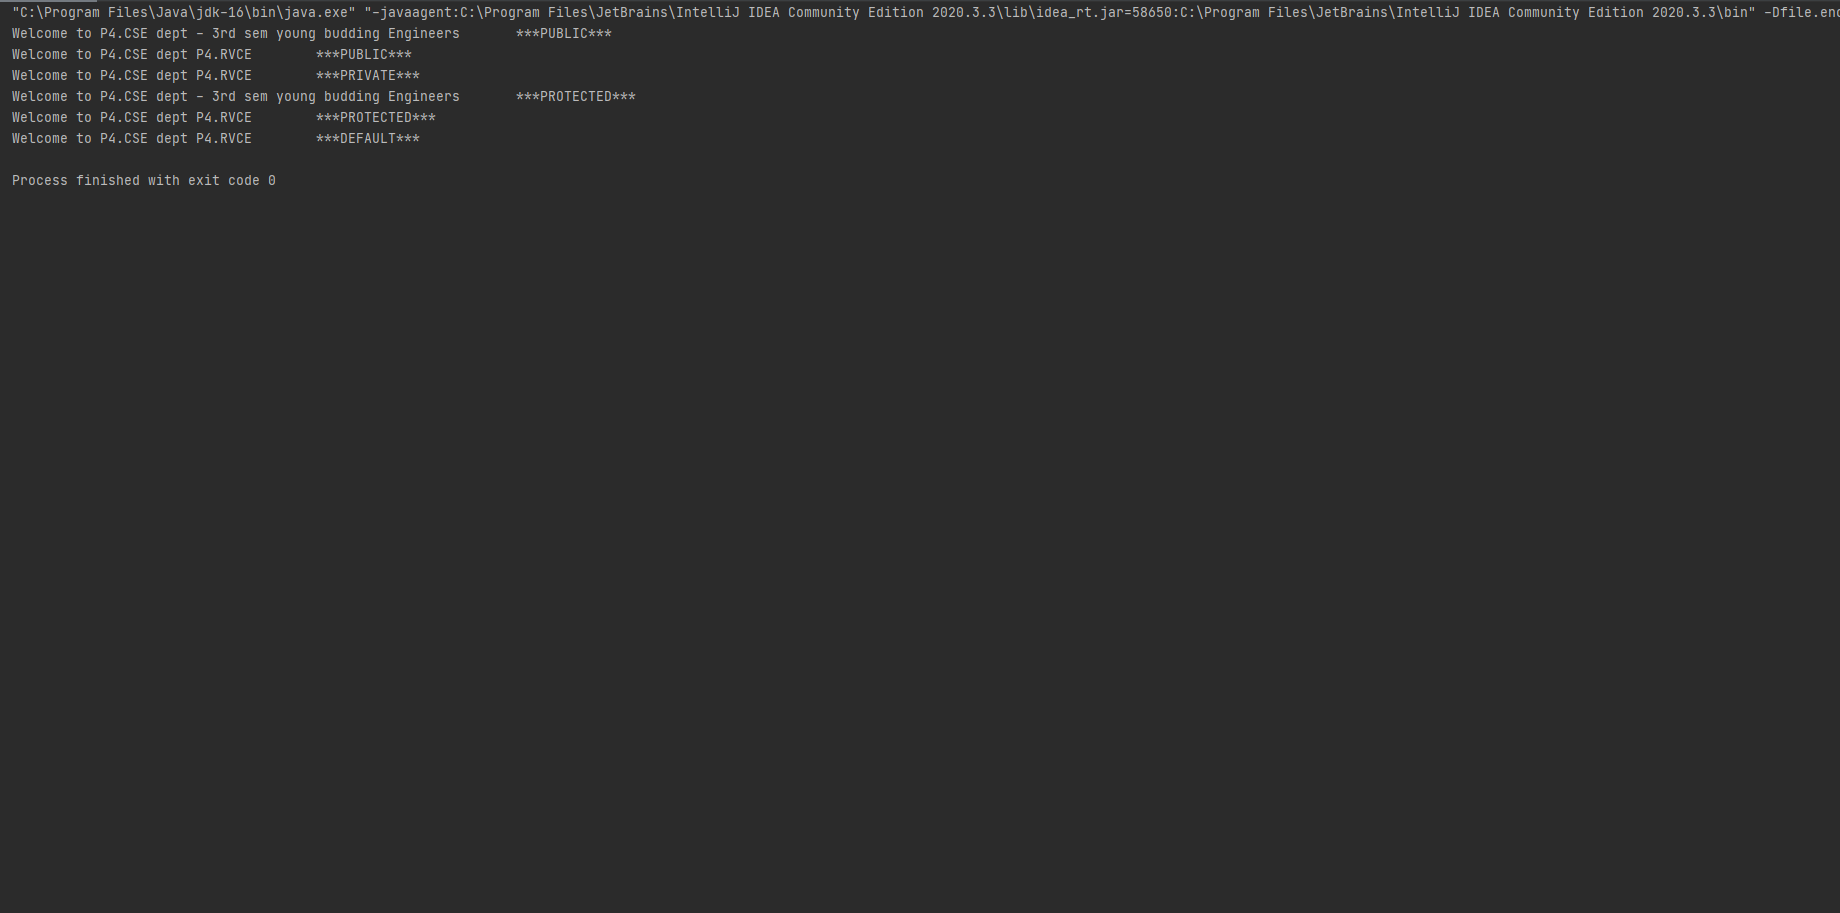 "C:\Program Files\Java\jdk-16\bin\java.exe" "-javaagent:C:\Program Files\JetBrains\IntelliJ IDEA Community Edition 2020.3.3\lib\idea_rt.jar=58650:C:\Program Files\JetBrains\IntelliJ IDEA Community Edition 2020.3.3\bin" -Dfile.enc
Welcome to P4.CSE dept - 3rd sem young budding Engineers       ***PUBLIC***
Welcome to P4.CSE dept P4.RVCE        ***PUBLIC***
Welcome to P4.CSE dept P4.RVCE        ***PRIVATE***
Welcome to P4.CSE dept - 3rd sem young budding Engineers       ***PROTECTED***
Welcome to P4.CSE dept P4.RVCE        ***PROTECTED***
Welcome to P4.CSE dept P4.RVCE        ***DEFAULT***
Process finished with exit code 0